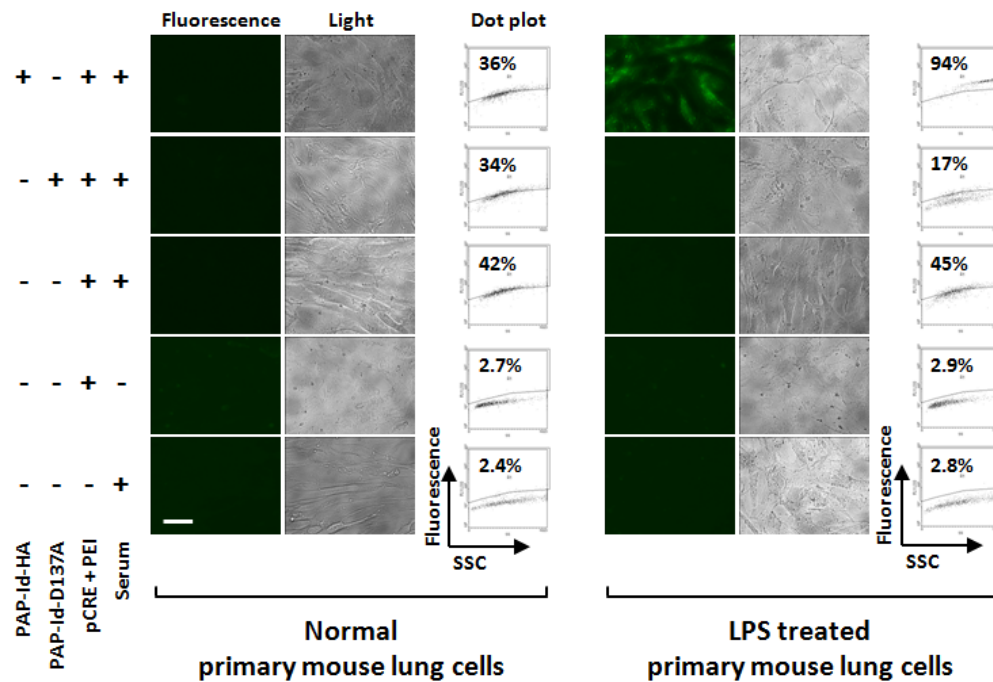 Fluorescence Light Dot plot
+ - + + 36% 94%
- + + + 34% 17%
- - + + 42% 45%
- - + - 2.7% 2.9%
- - - + 2.4% 2.8%
Fluorescence
SSC
Fluorescence
SSC
PAP-Id-HA
PAP-Id-D137A
pCRE + PEI
Serum
Normal
primary mouse lung cells
LPS treated
primary mouse lung cells